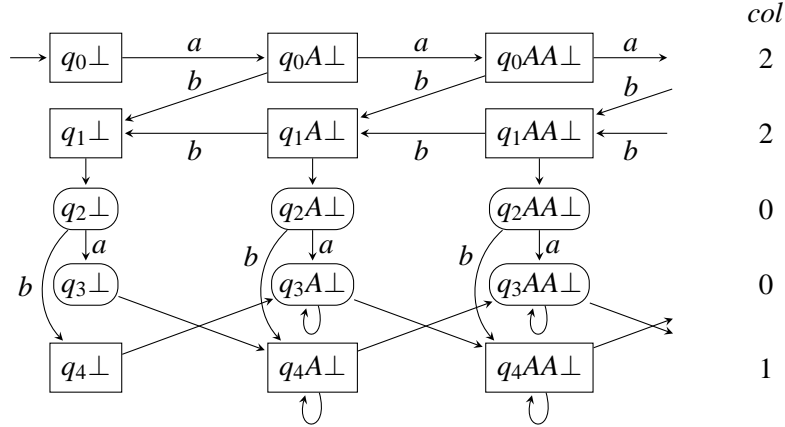 col
q₀⊥ a q₀A⊥ a q₀AA⊥ a 2
b b b
q₁⊥ b q₁A⊥ b q₁AA⊥ b 2
q₂⊥ q₂A⊥ q₂AA⊥ 0
a a a
b b b
q₃⊥ q₃A⊥ q₃AA⊥ 0
q₄⊥ q₄A⊥ q₄AA⊥ 1